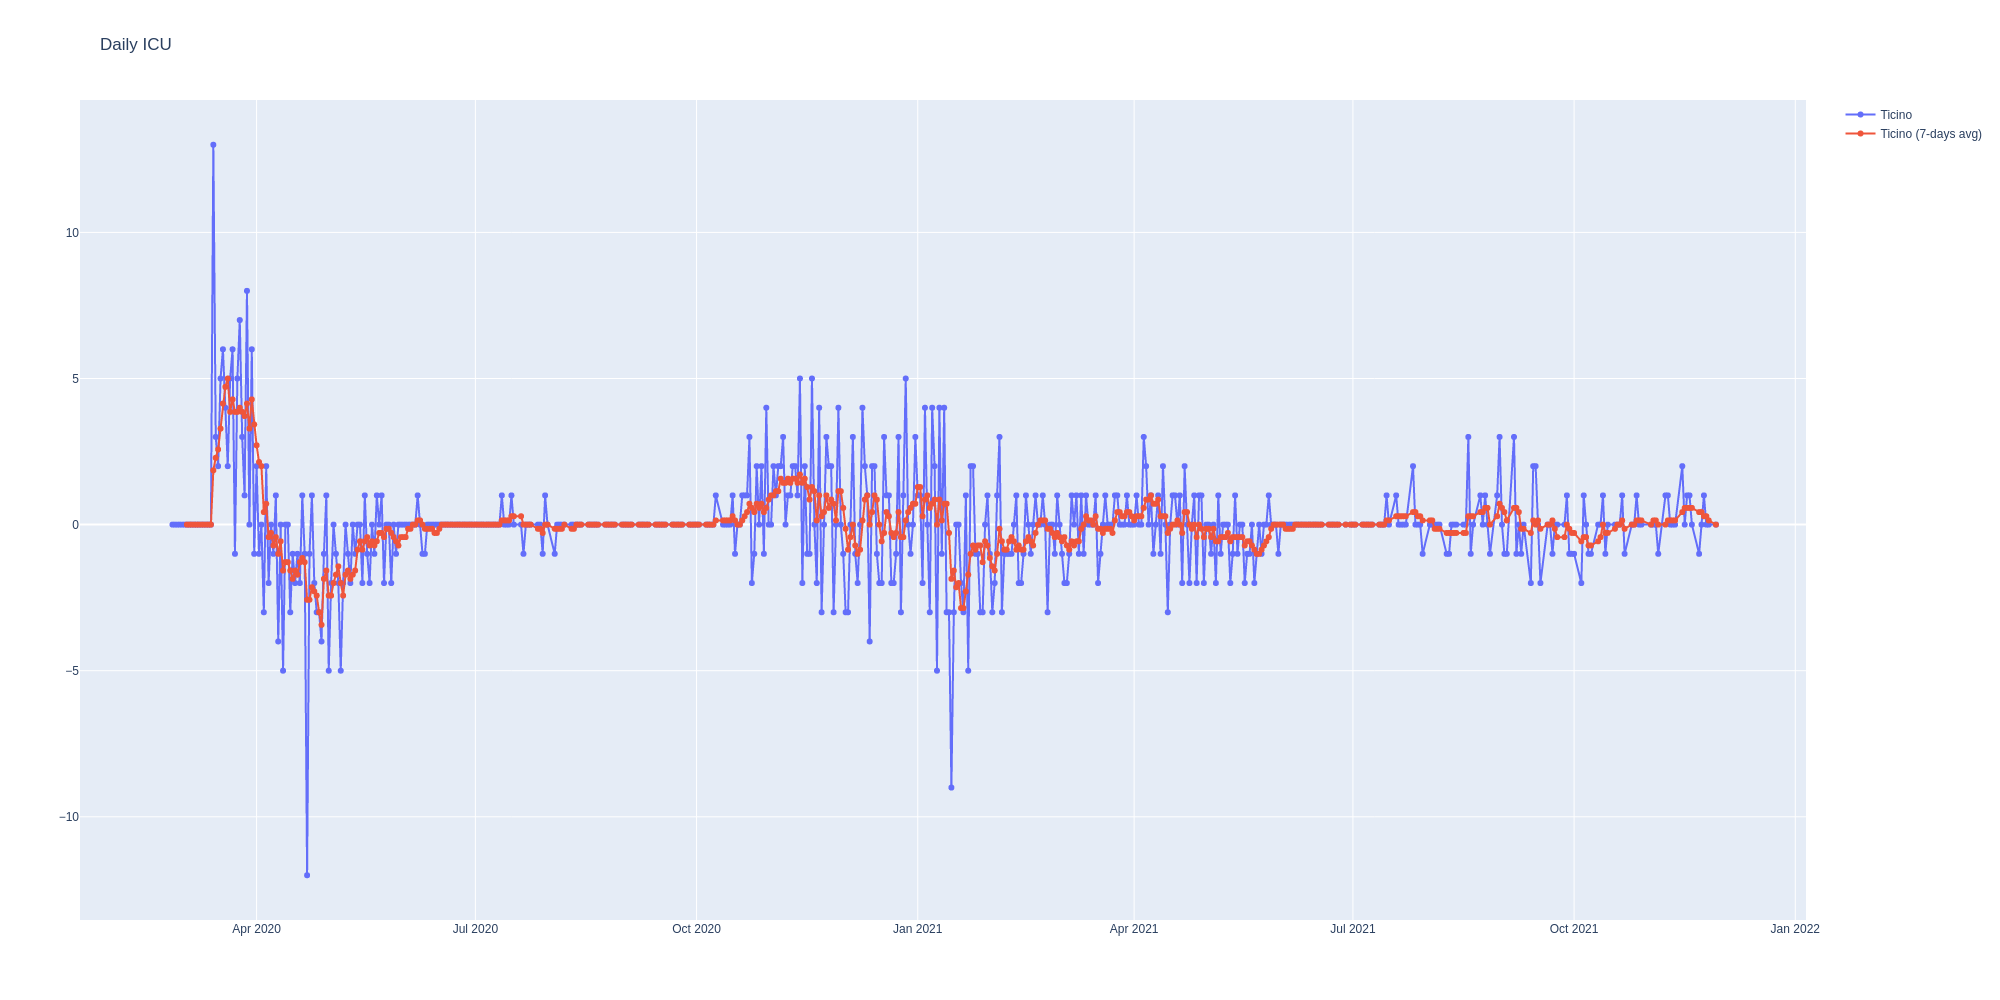 Daily ICU
Ticino
Ticino (7-days avg)
10
5
0
−5
−10
Apr 2020
Jul 2020
Oct 2020
Jan 2021
Apr 2021
Jul 2021
Oct 2021
Jan 2022